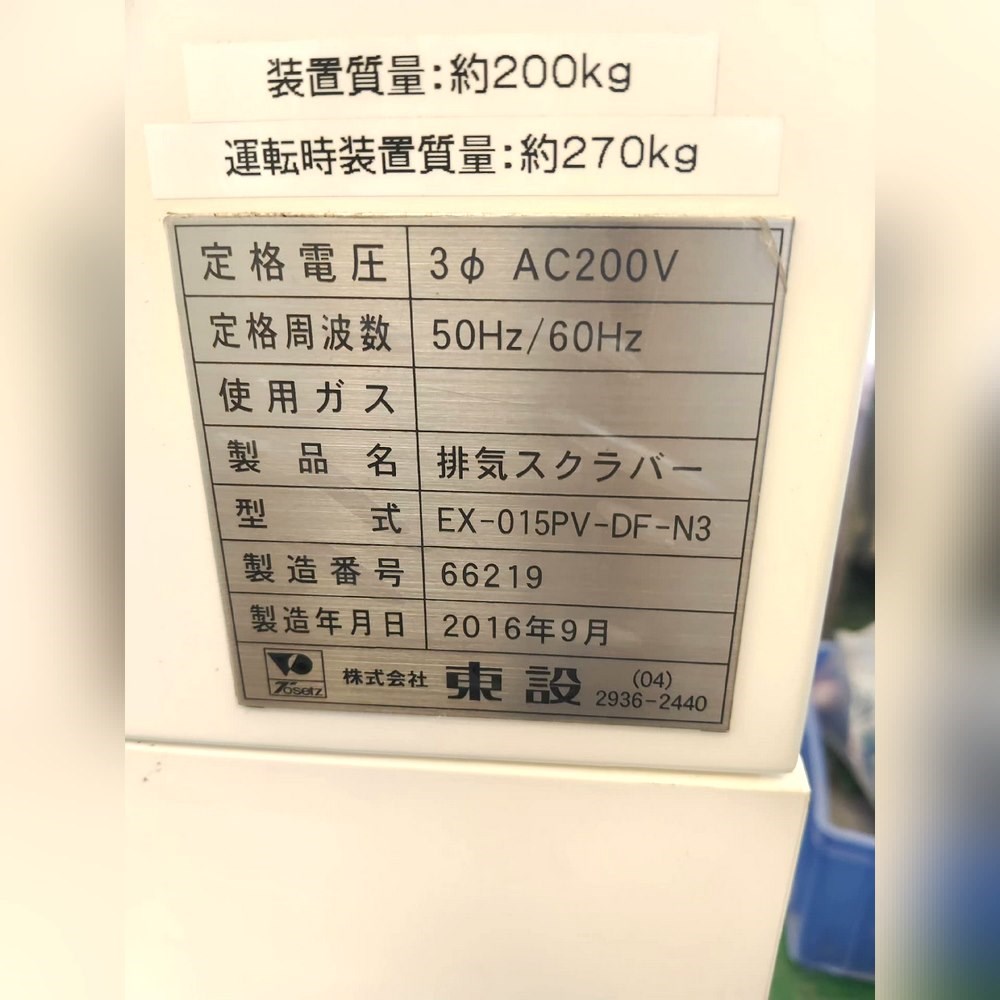 装置質量:約200kg
運転時装置質量:約270kg
定格電圧 3φ AC200V
定格周波数 50Hz/60Hz
使用ガス
製品名 排気スクラバー
型式 EX-015PV-DF-N3
製造番号 66219
製造年月日 2016年9月
Tosetz 株式会社 東設 (04) 2936-2440